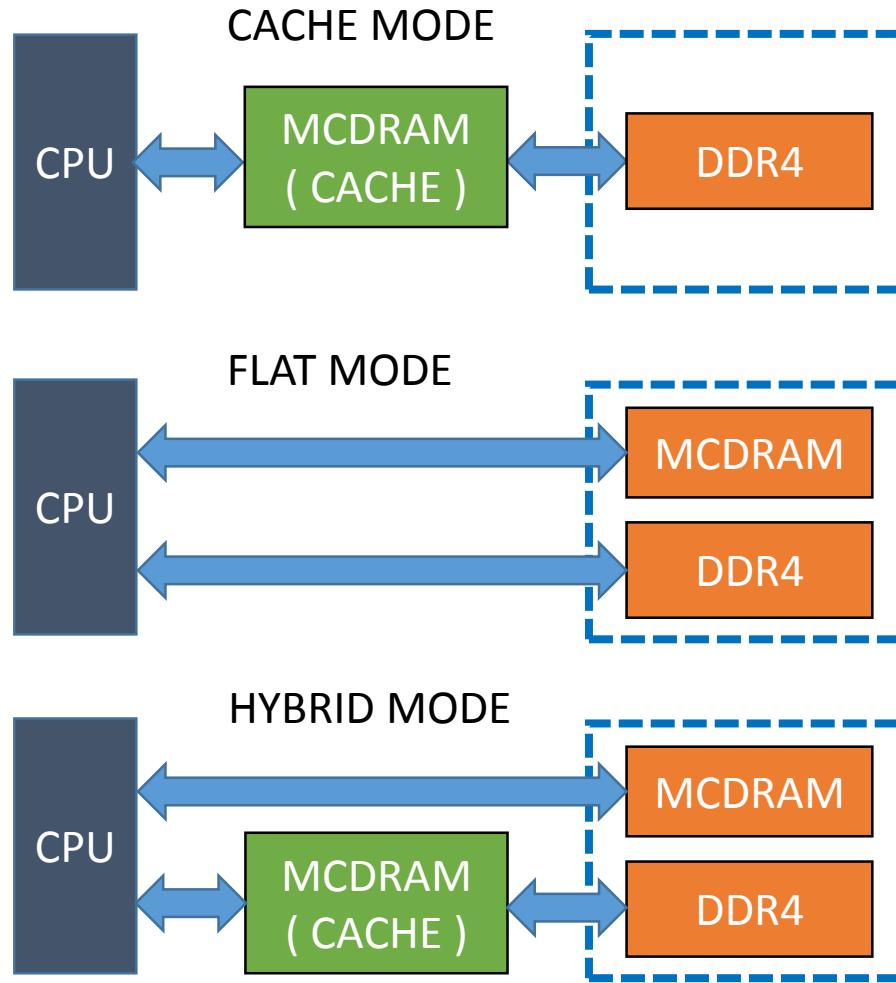 CACHE MODE
CPU
MCDRAM
( CACHE )
DDR4
FLAT MODE
CPU
MCDRAM
DDR4
HYBRID MODE
CPU
MCDRAM
MCDRAM
( CACHE )
DDR4